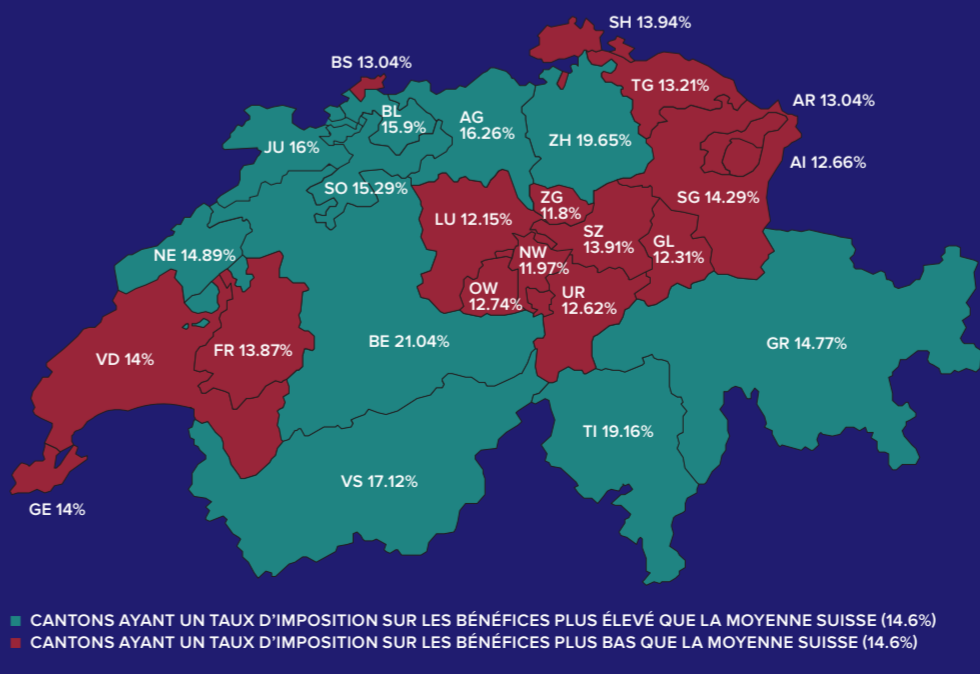 SH 13.94%
BS 13.04%
TG 13.21%
AR 13.04%
BL
15.9%
AG
16.26%
ZH 19.65%
JU 16%
AI 12.66%
SO 15.29%
ZG
11.8%
SG 14.29%
LU 12.15%
SZ
13.91%
GL
12.31%
NE 14.89%
NW
11.97%
OW
12.74%
UR
12.62%
BE 21.04%
GR 14.77%
VD 14%
FR 13.87%
TI 19.16%
VS 17.12%
GE 14%
CANTONS AYANT UN TAUX D'IMPOSITION SUR LES BÉNÉFICES PLUS ÉLEVÉ QUE LA MOYENNE SUISSE (14.6%)
CANTONS AYANT UN TAUX D'IMPOSITION SUR LES BÉNÉFICES PLUS BAS QUE LA MOYENNE SUISSE (14.6%)